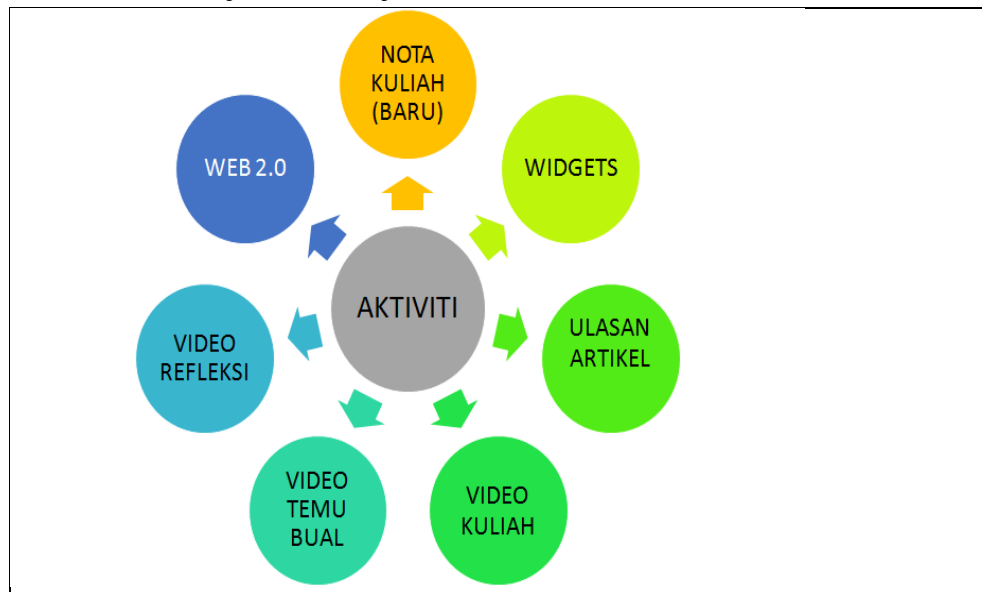 NOTA
KULIAH
(BARU)
WIDGETS
ULASAN
ARTIKEL
VIDEO
KULIAH
VIDEO
TEMU
BUAL
VIDEO
REFLEKSI
WEB 2.0
AKTIVITI